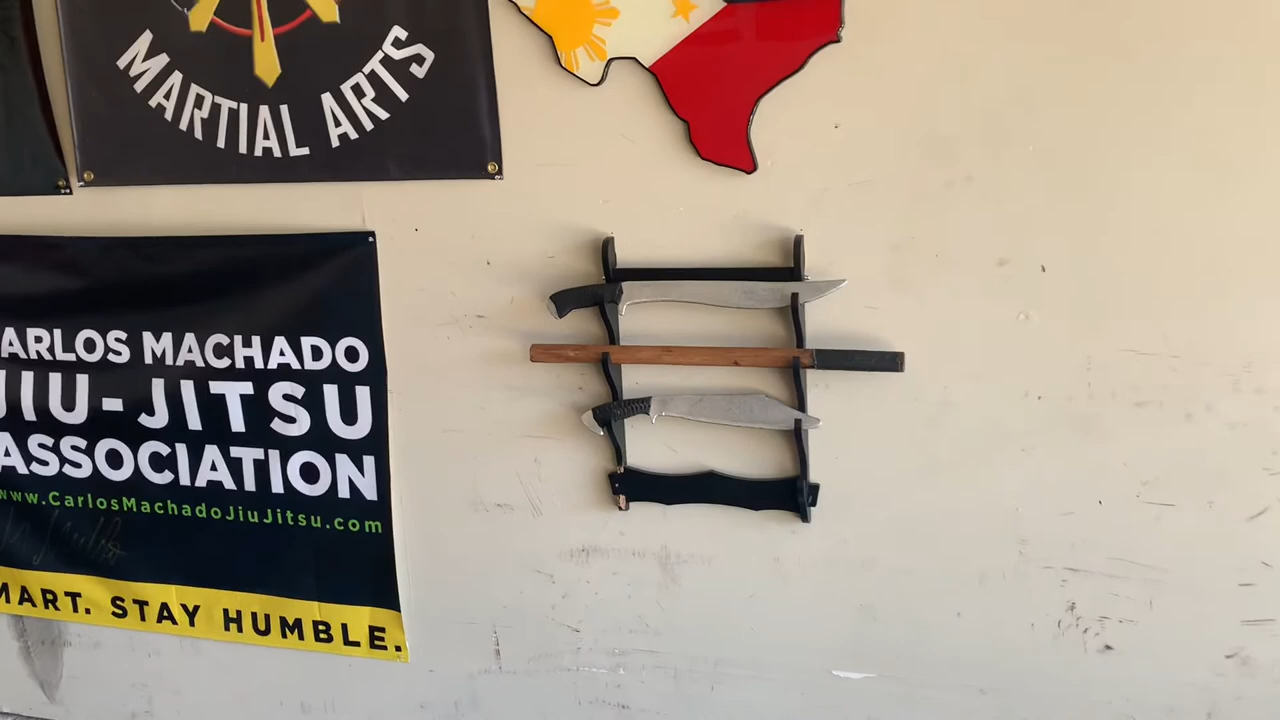 MARTIAL ARTS
ARLOS MACHADO
JIU-JITSU
ASSOCIATION
www.CarlosMachadoJiuJitsu.com
MART. STAY HUMBLE.